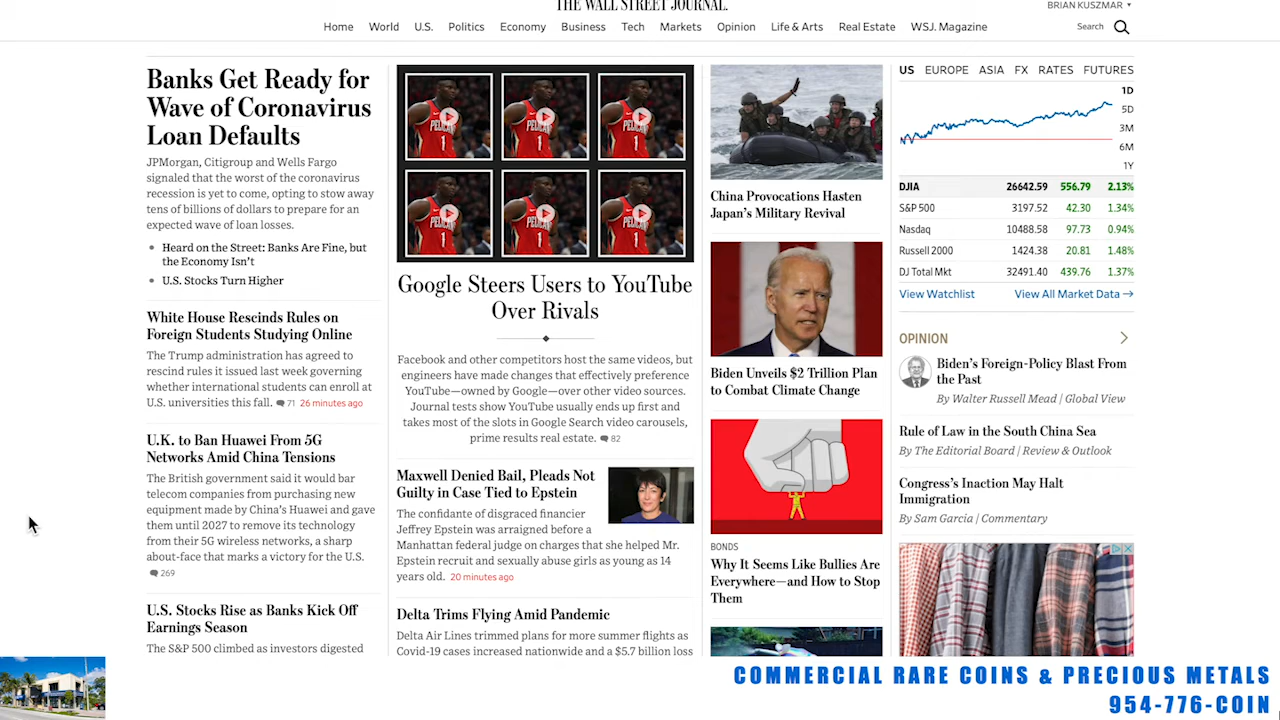 THE WALL STREET JOURNAL.
BRIAN KUSZMAR
Home World U.S. Politics Economy Business Tech Markets Opinion Life & Arts Real Estate WSJ. Magazine
Search
Banks Get Ready for
Wave of Coronavirus
Loan Defaults
JPMorgan, Citigroup and Wells Fargo
signaled that the worst of the coronavirus
recession is yet to come, opting to stow away
tens of billions of dollars to prepare for an
expected wave of loan losses.
Heard on the Street: Banks Are Fine, but
the Economy Isn't
U.S. Stocks Turn Higher
White House Rescinds Rules on
Foreign Students Studying Online
The Trump administration has agreed to
rescind rules it issued last week governing
whether international students can enroll at
U.S. universities this fall. 71 26 minutes ago
U.K. to Ban Huawei From 5G
Networks Amid China Tensions
The British government said it would bar
telecom companies from purchasing new
equipment made by China's Huawei and gave
them until 2027 to remove its technology
from their 5G wireless networks, a sharp
about-face that marks a victory for the U.S.
269
U.S. Stocks Rise as Banks Kick Off
Earnings Season
The S&P 500 climbed as investors digested
Google Steers Users to YouTube
Over Rivals
Facebook and other competitors host the same videos, but
engineers have made changes that effectively preference
YouTube—owned by Google—over other video sources.
Journal tests show YouTube usually ends up first and
takes most of the slots in Google Search video carousels,
prime results real estate. 82
Maxwell Denied Bail, Pleads Not
Guilty in Case Tied to Epstein
The confidante of disgraced financier
Jeffrey Epstein was arraigned before a
Manhattan federal judge on charges that she helped Mr.
Epstein recruit and sexually abuse girls as young as 14
years old. 20 minutes ago
Delta Trims Flying Amid Pandemic
Delta Air Lines trimmed plans for more summer flights as
Covid-19 cases increased nationwide and a $5.7 billion loss
China Provocations Hasten
Japan's Military Revival
Biden Unveils $2 Trillion Plan
to Combat Climate Change
BONDS
Why It Seems Like Bullies Are
Everywhere—and How to Stop
Them
US EUROPE ASIA FX RATES FUTURES
1D
5D
3M
6M
1Y
DJIA 26642.59 556.79 2.13%
S&P 500 3197.52 42.30 1.34%
Nasdaq 10488.58 97.73 0.94%
Russell 2000 1424.38 20.81 1.48%
DJ Total Mkt 32491.40 439.76 1.37%
View Watchlist View All Market Data →
OPINION
Biden's Foreign-Policy Blast From
the Past
By Walter Russell Mead | Global View
Rule of Law in the South China Sea
By The Editorial Board | Review & Outlook
Congress's Inaction May Halt
Immigration
By Sam Garcia | Commentary
COMMERCIAL RARE COINS & PRECIOUS METALS
954-776-COIN